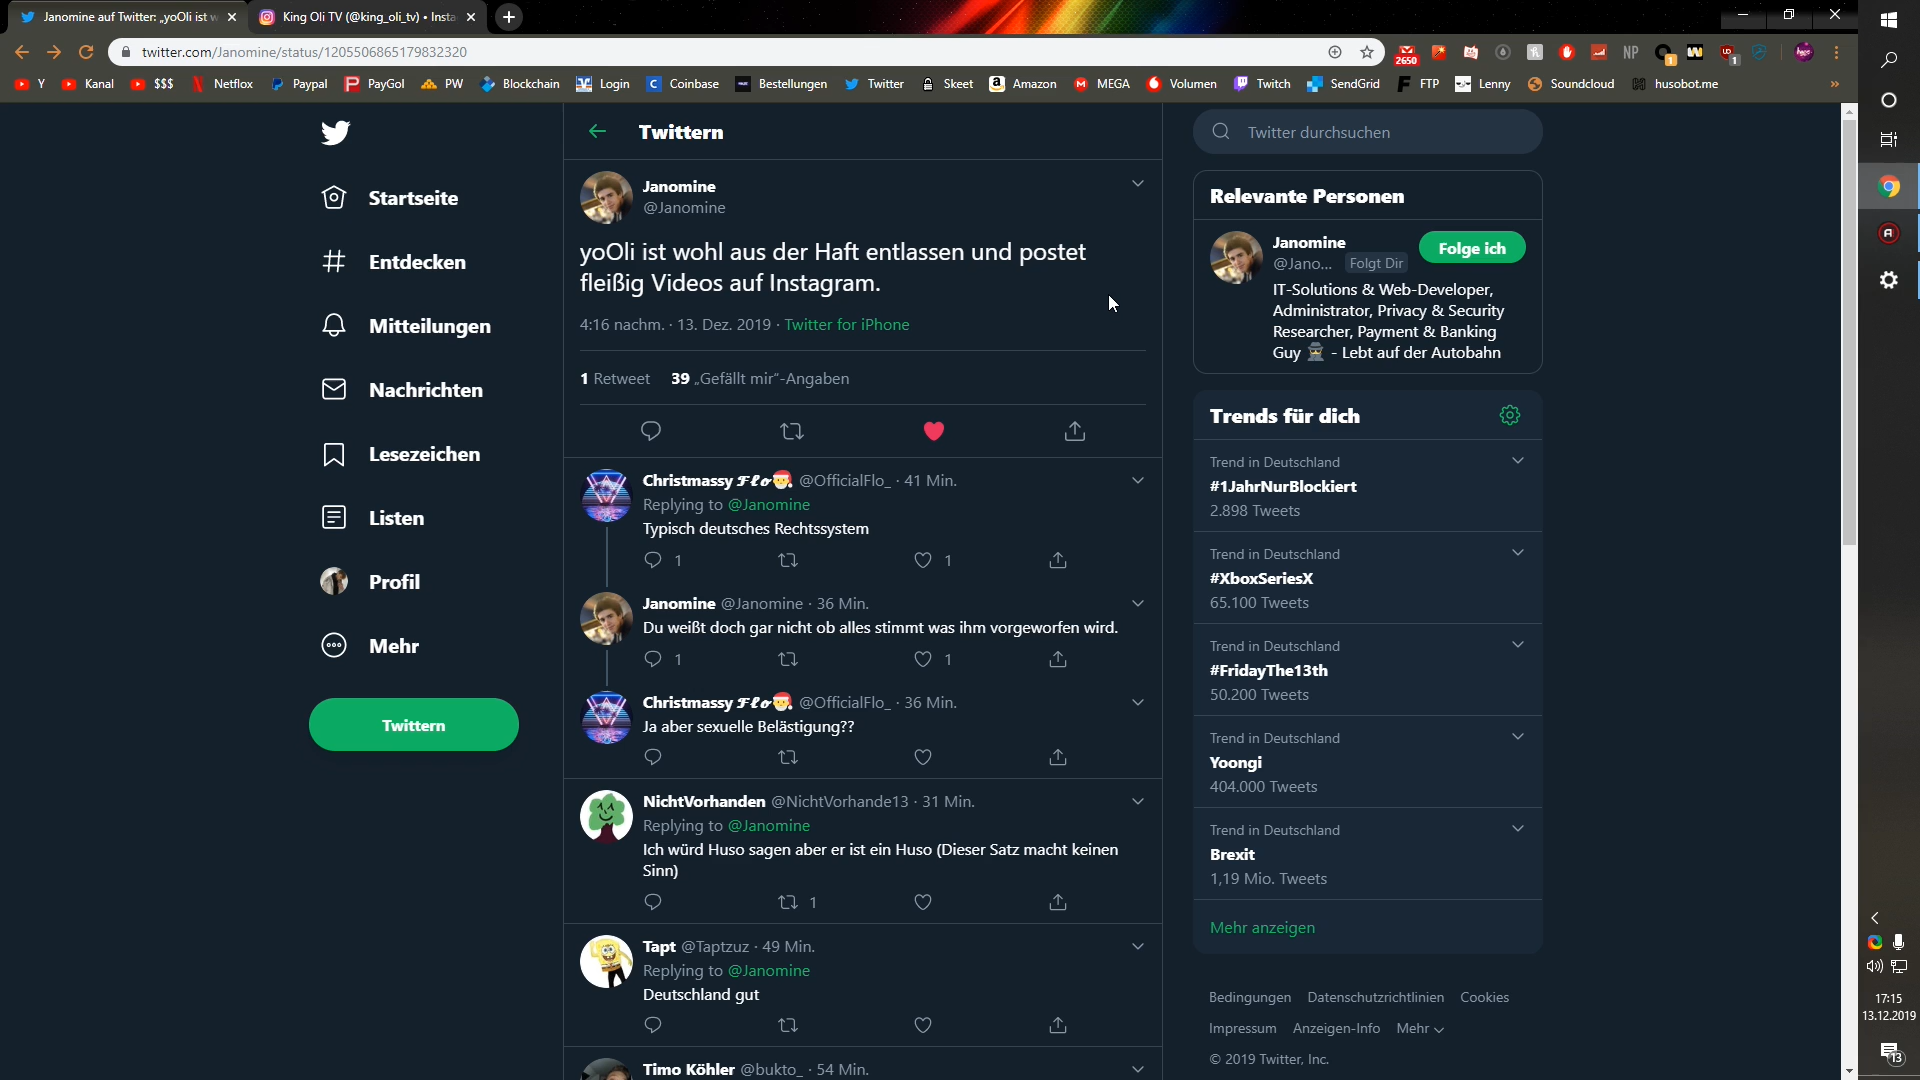 Janomine auf Twitter: „yoOli ist w
King Oli TV (@king_oli_tv) • Insta
twitter.com/Janomine/status/1205506865179832320
2650
NP
1
1
Y
Kanal
$$$
Netflox
Paypal
PayGol
PW
Blockchain
Login
Coinbase
Bestellungen
Twitter
Skeet
Amazon
MEGA
Volumen
Twitch
SendGrid
FTP
Lenny
Soundcloud
husobot.me
»
Startseite
Entdecken
Mitteilungen
Nachrichten
Lesezeichen
Listen
Profil
Mehr
Twittern
Twittern
Janomine
@Janomine
yoOli ist wohl aus der Haft entlassen und postet
fleißig Videos auf Instagram.
4:16 nachm. · 13. Dez. 2019 · Twitter for iPhone
1 Retweet 39 „Gefällt mir“-Angaben
Christmassy 𝓕𝓵𝓸🎅 @OfficialFlo_ · 41 Min.
Replying to @Janomine
Typisch deutsches Rechtssystem
1 1
Janomine @Janomine · 36 Min.
Du weißt doch gar nicht ob alles stimmt was ihm vorgeworfen wird.
1 1
Christmassy 𝓕𝓵𝓸🎅 @OfficialFlo_ · 36 Min.
Ja aber sexuelle Belästigung??
NichtVorhanden @NichtVorhande13 · 31 Min.
Replying to @Janomine
Ich würd Huso sagen aber er ist ein Huso (Dieser Satz macht keinen
Sinn)
1
Tapt @Taptzuz · 49 Min.
Replying to @Janomine
Deutschland gut
Timo Köhler @bukto_ · 54 Min.
Twitter durchsuchen
Relevante Personen
Janomine
@Jano... Folgt Dir
Folge ich
IT-Solutions & Web-Developer,
Administrator, Privacy & Security
Researcher, Payment & Banking
Guy 🕵 - Lebt auf der Autobahn
Trends für dich
Trend in Deutschland
#1JahrNurBlockiert
2.898 Tweets
Trend in Deutschland
#XboxSeriesX
65.100 Tweets
Trend in Deutschland
#FridayThe13th
50.200 Tweets
Trend in Deutschland
Yoongi
404.000 Tweets
Trend in Deutschland
Brexit
1,19 Mio. Tweets
Mehr anzeigen
Bedingungen Datenschutzrichtlinien Cookies
Impressum Anzeigen-Info Mehr
© 2019 Twitter, Inc.
17:15
13.12.2019
13